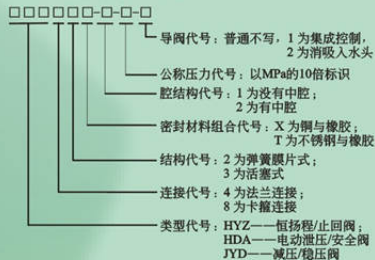 □□□□□□-□-□-□
导阀代号：普通不写，1 为集成控制，
2 为消吸入水头
公称压力代号：以MPa的10倍标识
腔结构代号：1 为没有中腔；
2 为有中腔
密封材料组合代号：X 为铜与橡胶；
T 为不锈钢与橡胶
结构代号：2 为弹簧膜片式；
3 为活塞式
连接代号：4 为法兰连接；
8 为卡箍连接
类型代号：HYZ——恒扬程/止回阀；
HDA——电动泄压/安全阀
JYD——减压/稳压阀